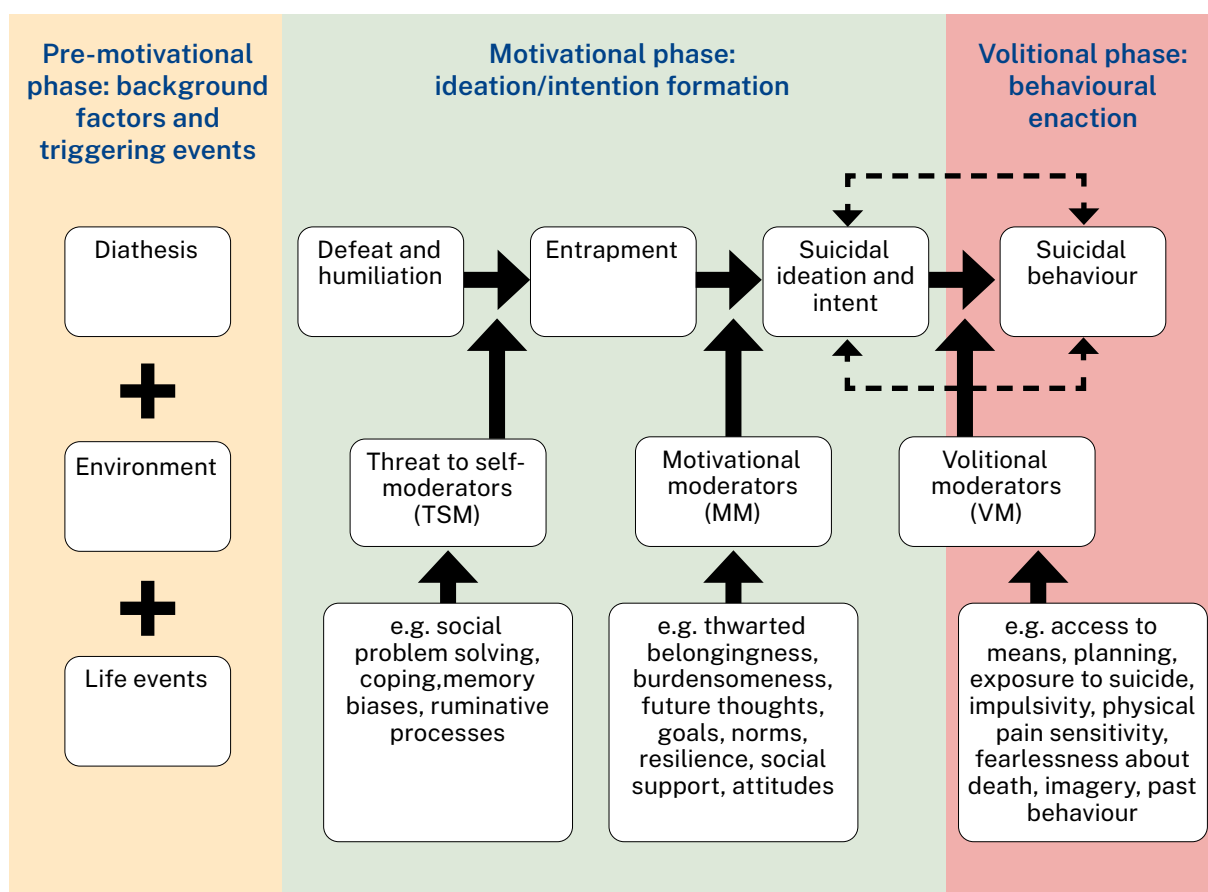 Pre-motivational
phase: background
factors and
triggering events
Motivational phase:
ideation/intention formation
Volitional phase:
behavioural
enaction
Diathesis
Environment
Life events
Defeat and
humiliation
Entrapment
Suicidal
ideation and
intent
Suicidal
behaviour
Threat to self-
moderators
(TSM)
Motivational
moderators
(MM)
Volitional
moderators
(VM)
e.g. social
problem solving,
coping,memory
biases, ruminative
processes
e.g. thwarted
belongingness,
burdensomeness,
future thoughts,
goals, norms,
resilience, social
support, attitudes
e.g. access to
means, planning,
exposure to suicide,
impulsivity, physical
pain sensitivity,
fearlessness about
death, imagery, past
behaviour